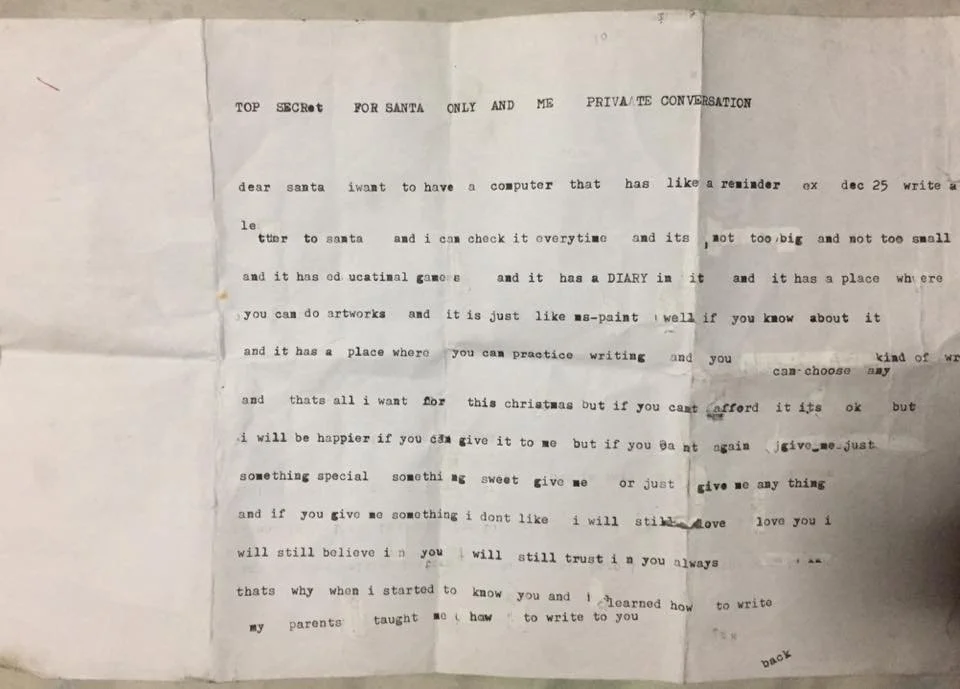 TOP SECRet FOR SANTA ONLY AND ME PRIVATE CONVERSATION
dear santa iwant to have a computer that has like a reminder ex dec 25 write a
le
tter to santa and i can check it everytime and its not too big and not too small
and it has ed ucatinal games and it has a DIARY in it and it has a place where
you can do artworks and it is just like ms-paint well if you know about it
and it has a place where you can practice writing and you kind of wr
can choose any
and thats all i want for this christmas but if you cant afford it its ok but
i will be happier if you can give it to me but if you ca nt again give me just
something special somethi ng sweet give me or just give me any thing
and if you give me something i dont like i will still love love you i
will still believe i n you i will still trust i n you always
thats why when i started to know you and i learned how to write
my parents taught me how to write to you
back